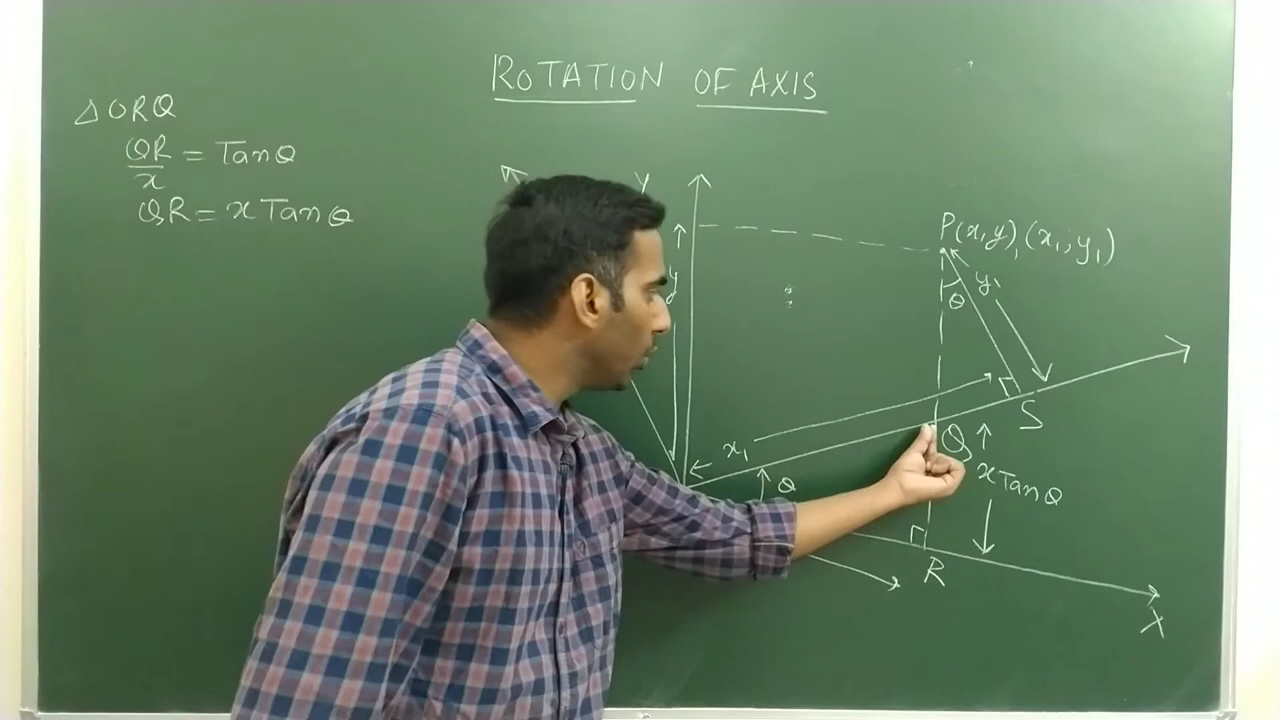 ROTATION OF AXIS
△ ORQ
QR/x = Tanθ
QR = x Tanθ
Y
y
P(x,y), (x₁, y₁)
θ
y₁
x₁
θ
S
Q
x Tanθ
R
X